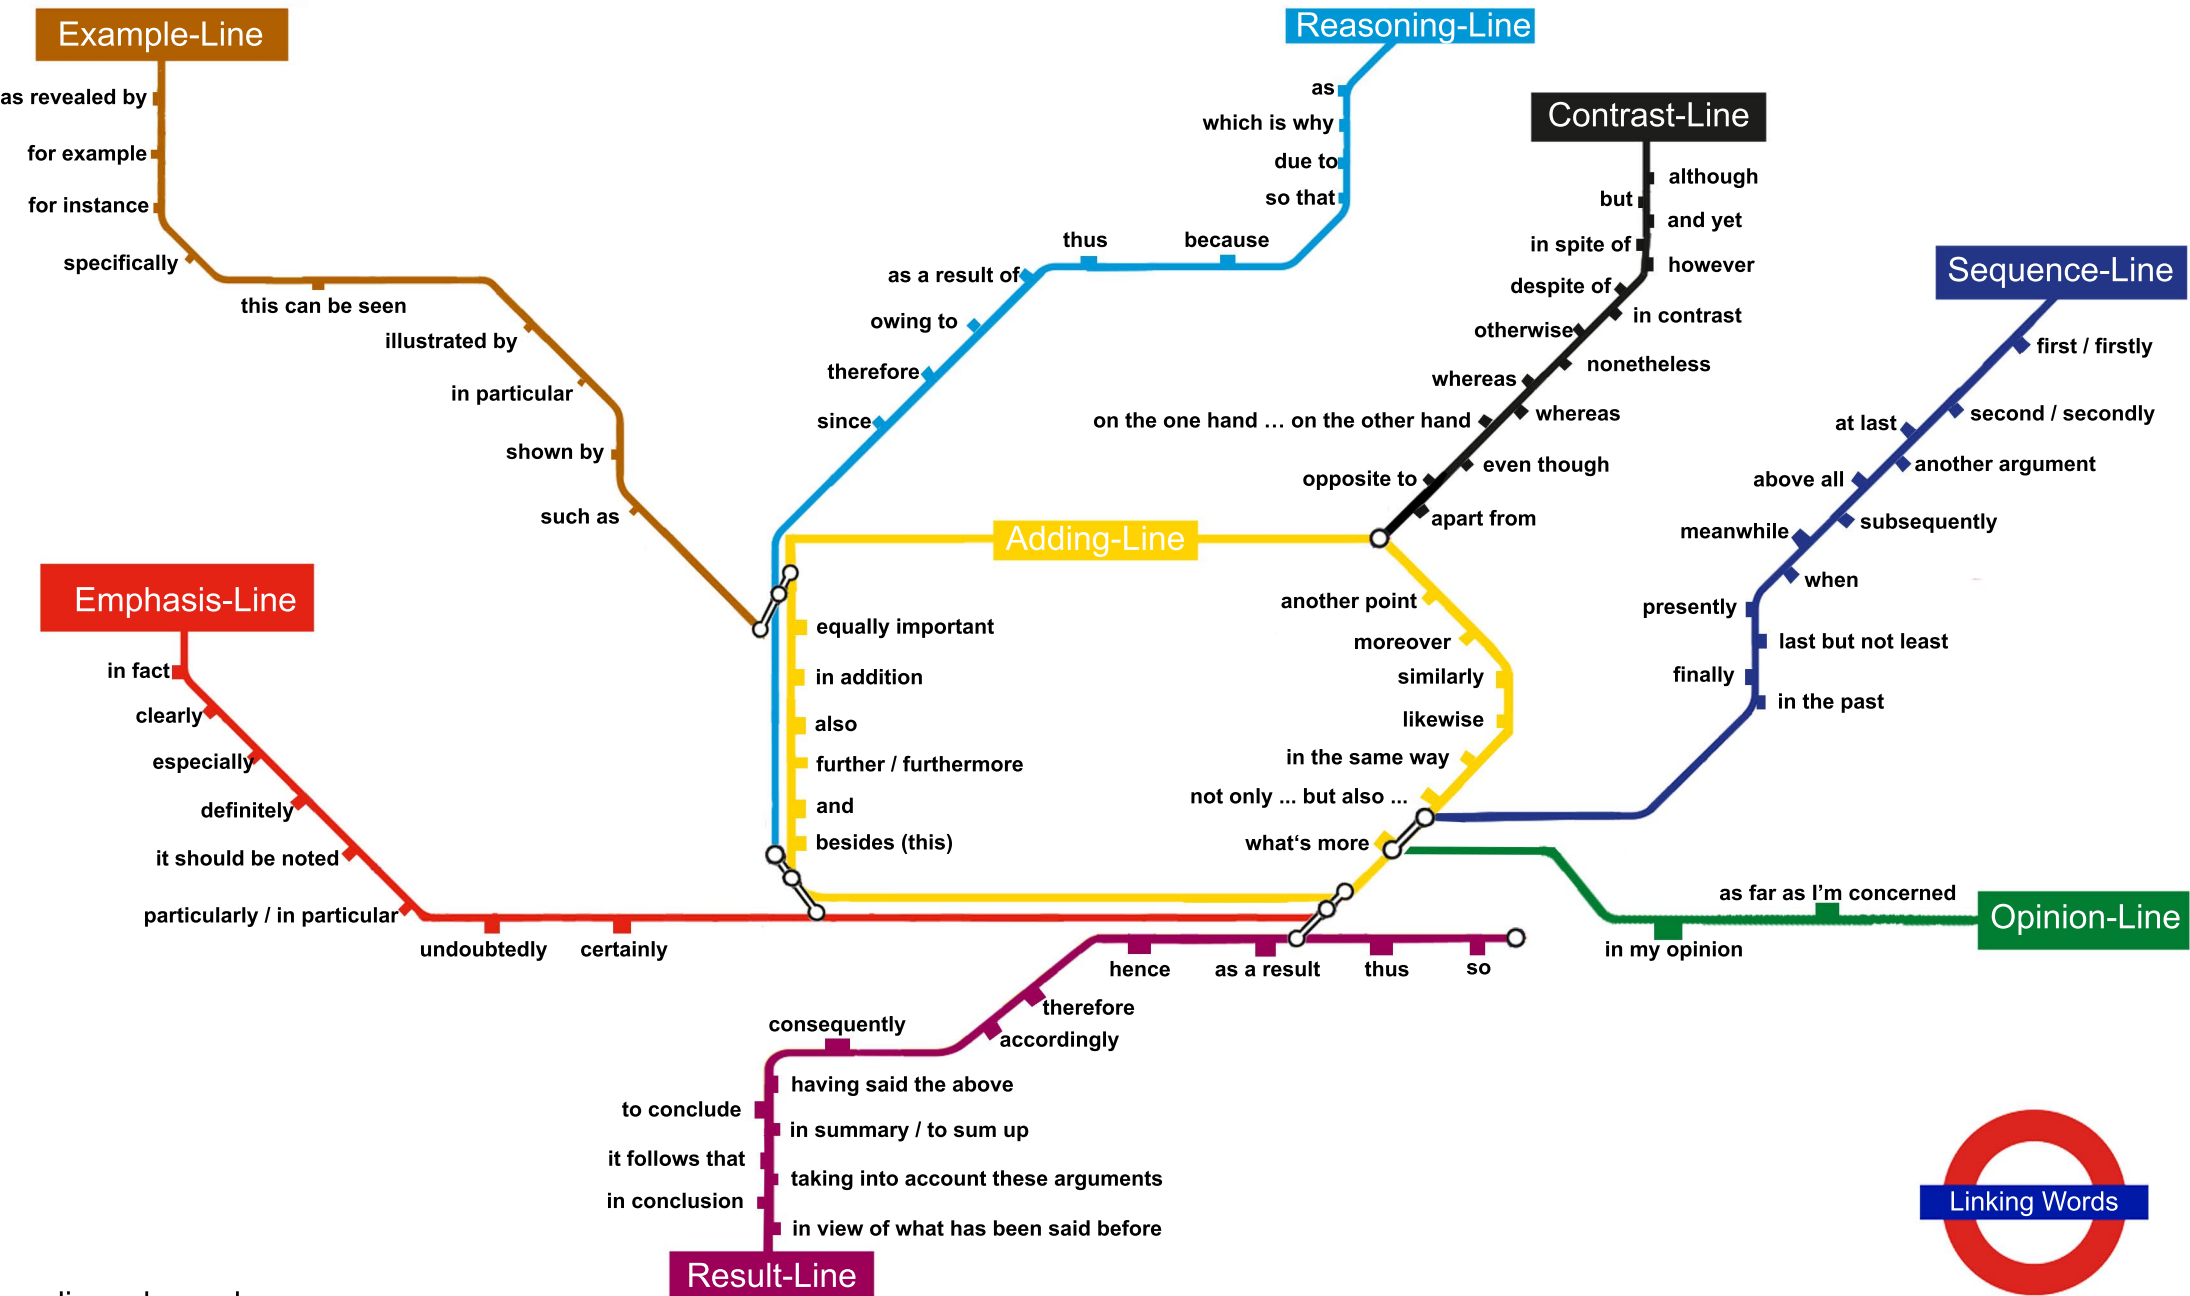 Example-Line
as revealed by
for example
for instance
specifically
this can be seen
illustrated by
in particular
shown by
such as
Reasoning-Line
as
which is why
due to
so that
because
thus
as a result of
owing to
therefore
since
Contrast-Line
although
but
and yet
in spite of
however
despite of
in contrast
otherwise
nonetheless
whereas
whereas
on the one hand … on the other hand
even though
opposite to
apart from
Sequence-Line
first / firstly
second / secondly
at last
another argument
above all
subsequently
meanwhile
when
presently
last but not least
finally
in the past
Adding-Line
equally important
in addition
also
further / furthermore
and
besides (this)
another point
moreover
similarly
likewise
in the same way
not only ... but also ...
what‘s more
Emphasis-Line
in fact
clearly
especially
definitely
it should be noted
particularly / in particular
undoubtedly
certainly
Opinion-Line
as far as I’m concerned
in my opinion
hence
as a result
thus
so
therefore
accordingly
consequently
having said the above
to conclude
in summary / to sum up
it follows that
taking into account these arguments
in conclusion
in view of what has been said before
Result-Line
Linking Words